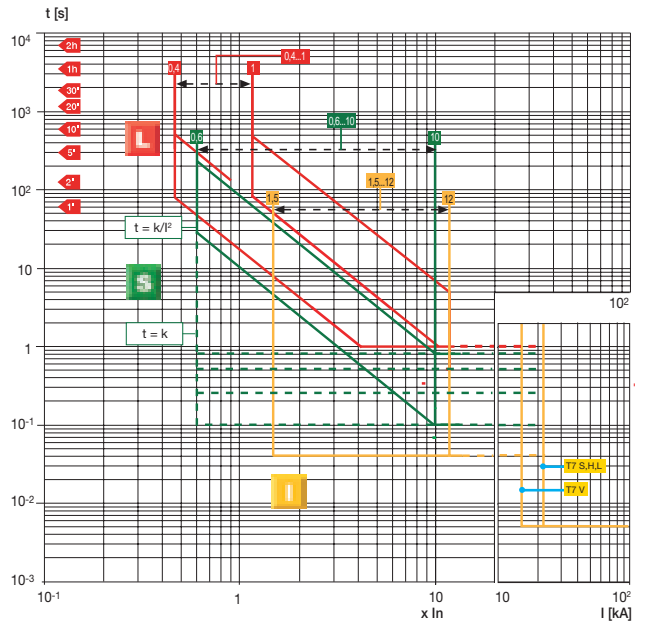 t [s]
10⁴
2h
1h
30'
20'
10'
5'
2'
1'
10³
10²
10
1
10⁻¹
10⁻²
10⁻³
0,4
1
0,4...1
L
0,6
0,6...10
10
1,5
1,5...12
12
t = k/I²
S
t = k
I
10²
T7 S,H,L
T7 V
10⁻¹
1
10
x In
10²
I [kA]